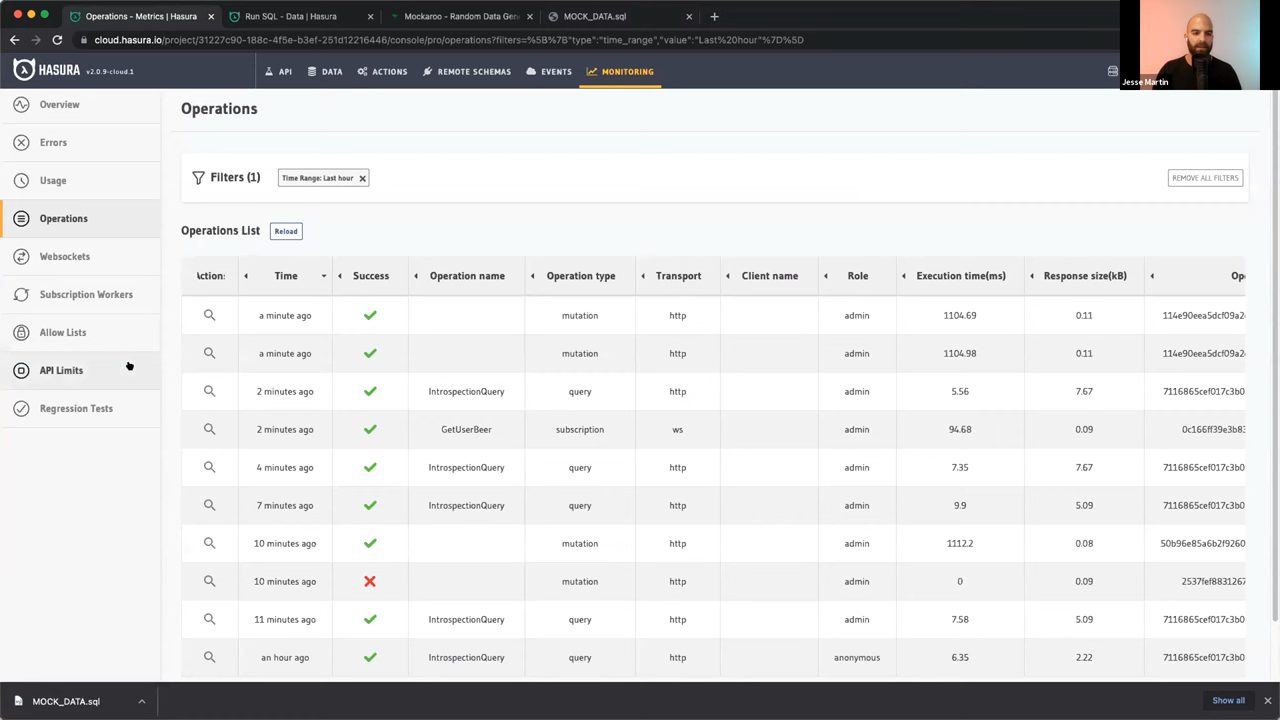 Operations - Metrics | Hasura
Run SQL - Data | Hasura
Mockaroo - Random Data Gen
MOCK_DATA.sql
cloud.hasura.io/project/31227c90-188c-4f5e-b3ef-251d12216446/console/pro/operations?filters=%5B%7B"type":"time_range","value":"Last%20hour"%7D%5D
Jesse Martin
HASURA v2.0.9-cloud.1
API
DATA
ACTIONS
REMOTE SCHEMAS
EVENTS
MONITORING
Overview
Errors
Usage
Operations
Websockets
Subscription Workers
Allow Lists
API Limits
Regression Tests
Operations
Filters (1) Time Range: Last hour REMOVE ALL FILTERS
Operations List Reload
Actions Time Success Operation name Operation type Transport Client name Role Execution time(ms) Response size(kB) Ope
a minute ago mutation http admin 1104.69 0.11 114e90eea5dcf09a2
a minute ago mutation http admin 1104.98 0.11 114e90eea5dcf09a2
2 minutes ago IntrospectionQuery query http admin 5.56 7.67 7116865cef017c3b0
2 minutes ago GetUserBeer subscription ws admin 94.68 0.09 0c166ff39e3b83
4 minutes ago IntrospectionQuery query http admin 7.35 7.67 7116865cef017c3b0
7 minutes ago IntrospectionQuery query http admin 9.9 5.09 7116865cef017c3b0
10 minutes ago mutation http admin 1112.2 0.08 50b96e85a6b2f9260
10 minutes ago mutation http admin 0 0.09 2537fef8831267
11 minutes ago IntrospectionQuery query http admin 7.58 5.09 7116865cef017c3b0
an hour ago IntrospectionQuery query http anonymous 6.35 2.22 7116865cef017c3b0
MOCK_DATA.sql
Show all